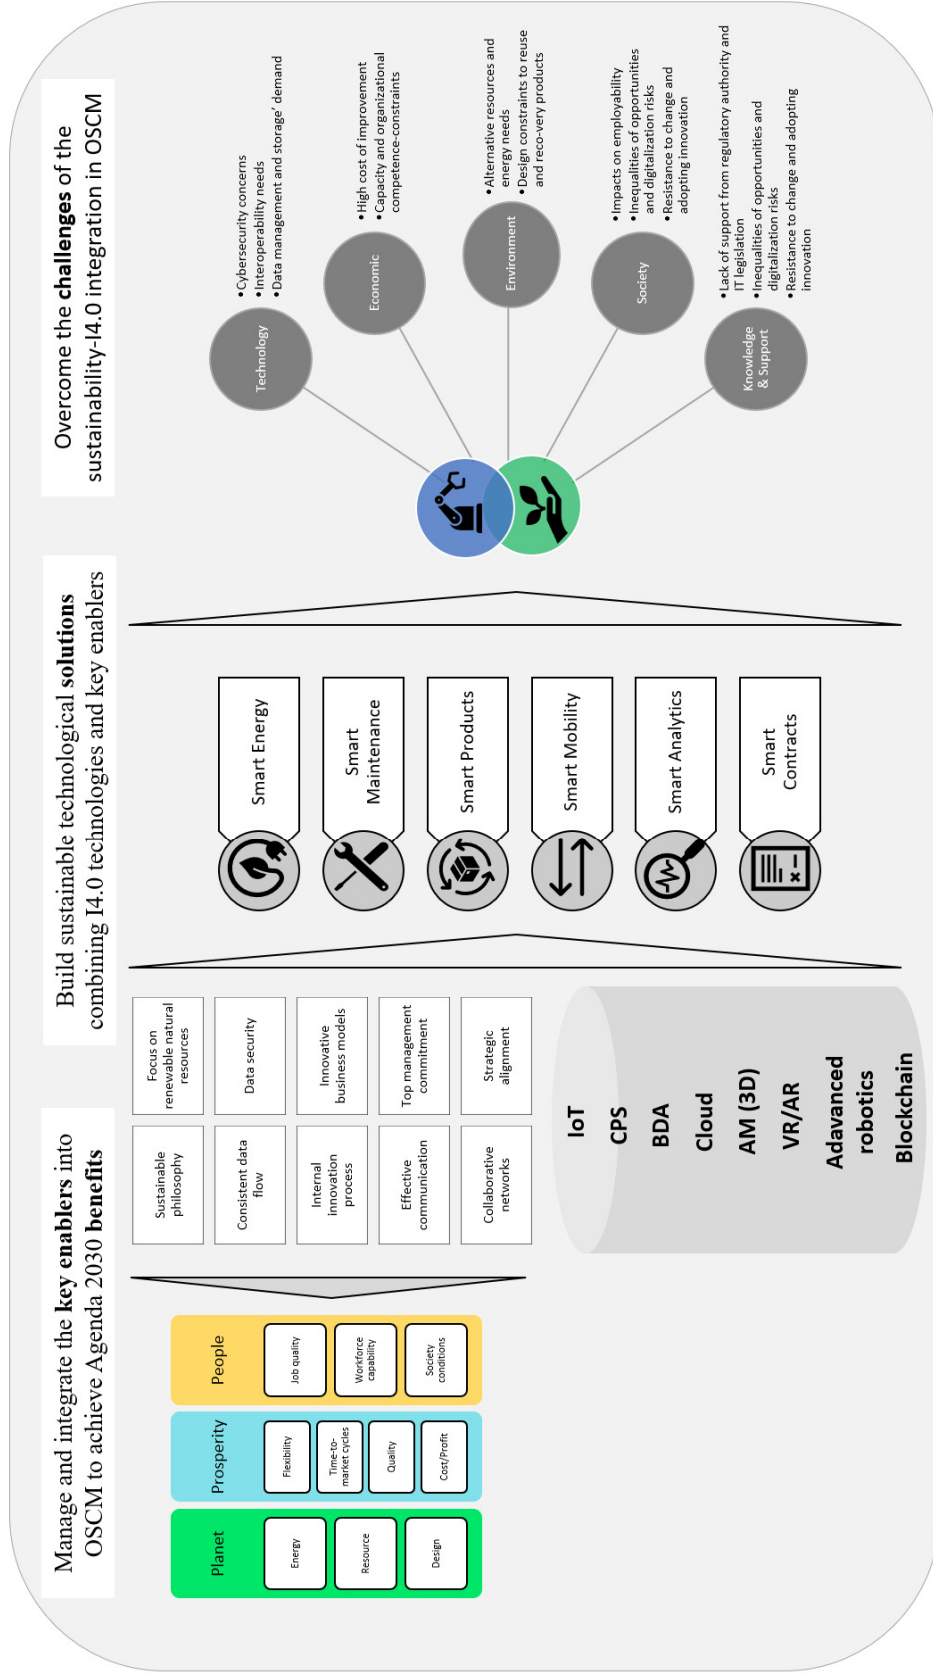 Manage and integrate the key enablers into
OSCM to achieve Agenda 2030 benefits
Planet
Energy
Resource
Design
Prosperity
Flexibility
Time-to-
market cycles
Quality
Cost/Profit
People
Job quality
Workforce
capability
Society
conditions
Sustainable
philosophy
Focus on
renewable natural
resources
Consistent data
flow
Data security
Internal
innovation
process
Innovative
business models
Effective
communication
Top management
commitment
Collaborative
networks
Strategic
alignment
IoT
CPS
BDA
Cloud
AM (3D)
VR/AR
Adavanced
robotics
Blockchain
Build sustainable technological solutions
combining I4.0 technologies and key enablers
Smart Energy
Smart
Maintenance
Smart Products
Smart Mobility
Smart Analytics
Smart
Contracts
Overcome the challenges of the
sustainability-I4.0 integration in OSCM
Technology
•Cybersecurity concerns
•Interoperability needs
•Data management and storage' demand
Economic
•High cost of improvement
•Capacity and organizational
competence-constraints
Environment
•Alternative resources and
energy needs
•Design constraints to reuse
and reco-very products
Society
•Impacts on employability
•Inequalities of opportunities
and digitalization risks
•Resistance to change and
adopting innovation
Knowledge
& Support
•Lack of support from regulatory authority and
IT legislation
•Inequalities of opportunities and
digitalization risks
•Resistance to change and adopting
innovation